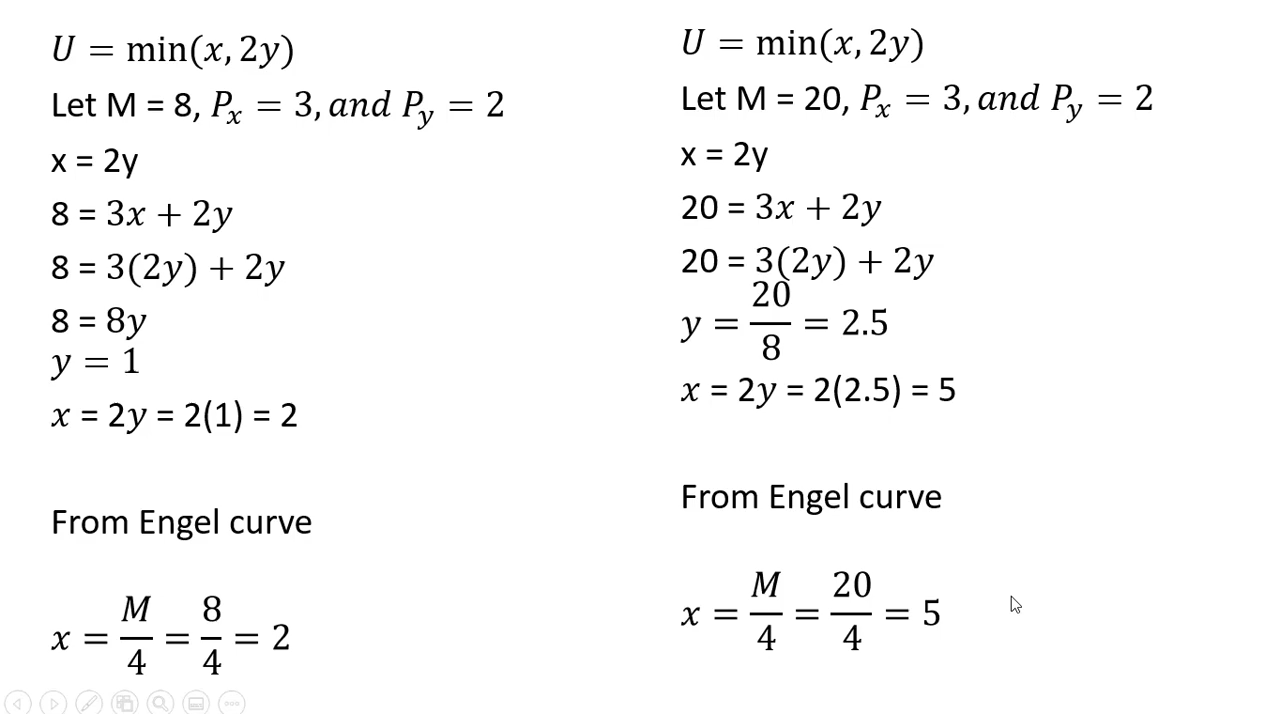 U = min(x, 2y)
Let M = 8, Pₓ = 3, and P_y = 2
x = 2y
8 = 3x + 2y
8 = 3(2y) + 2y
8 = 8y
y = 1
x = 2y = 2(1) = 2
From Engel curve
x = M/4 = 8/4 = 2
U = min(x, 2y)
Let M = 20, Pₓ = 3, and P_y = 2
x = 2y
20 = 3x + 2y
20 = 3(2y) + 2y
y = 20/8 = 2.5
x = 2y = 2(2.5) = 5
From Engel curve
x = M/4 = 20/4 = 5